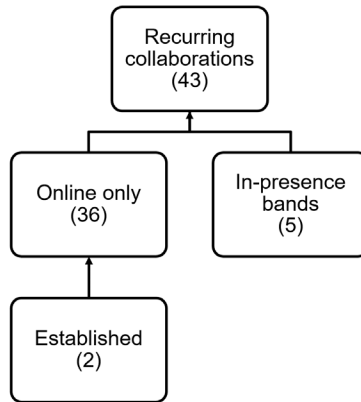 Recurring
collaborations
(43)
Online only
(36)
In-presence
bands
(5)
Established
(2)